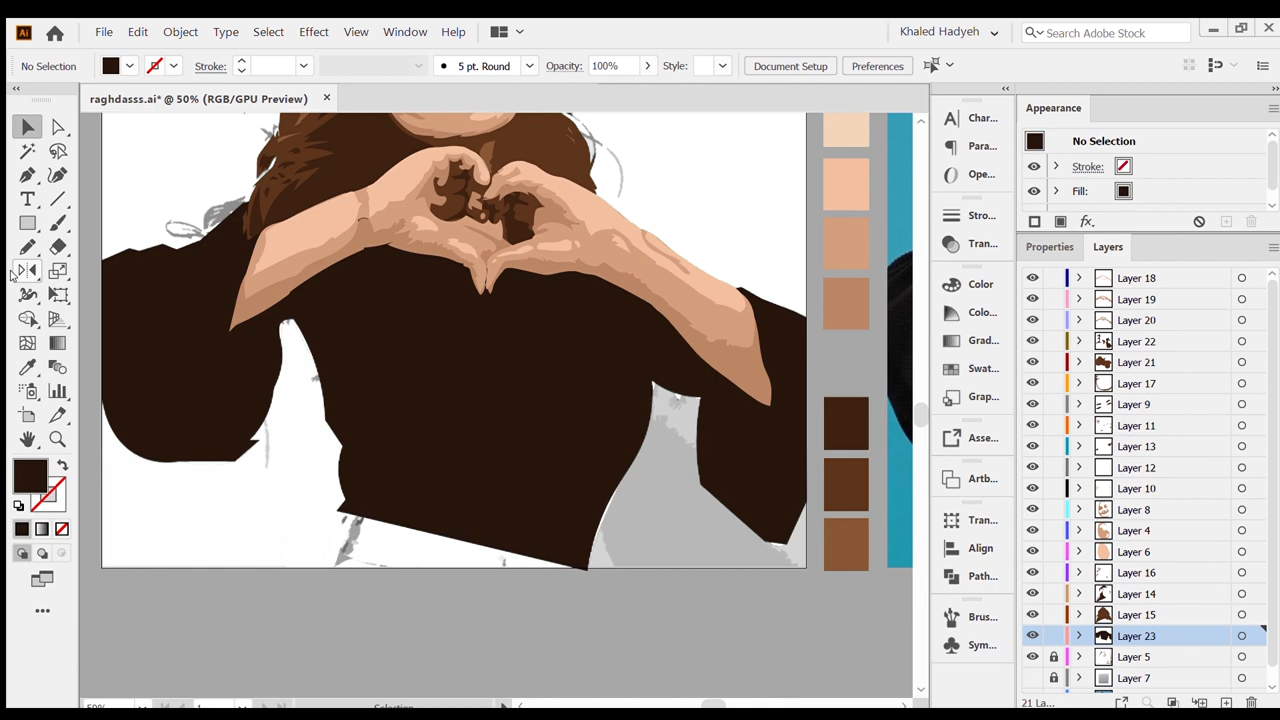 Ai File Edit Object Type Select Effect View Window Help Khaled Hadyeh Search Adobe Stock
No Selection Stroke: 5 pt. Round Opacity: 100% Style: Document Setup Preferences
raghdasss.ai* @ 50% (RGB/GPU Preview)
Char...
Para...
Ope...
Stro...
Tran...
Color
Colo...
Grad...
Swat...
Grap...
Asse...
Artb...
Tran...
Align
Path...
Brus...
Sym...
Appearance
No Selection
Stroke:
Fill:
fx
Properties Layers
Layer 18
Layer 19
Layer 20
Layer 22
Layer 21
Layer 17
Layer 9
Layer 11
Layer 13
Layer 12
Layer 10
Layer 8
Layer 4
Layer 6
Layer 16
Layer 14
Layer 15
Layer 23
Layer 5
Layer 7
21 La...
50% 1 Selection